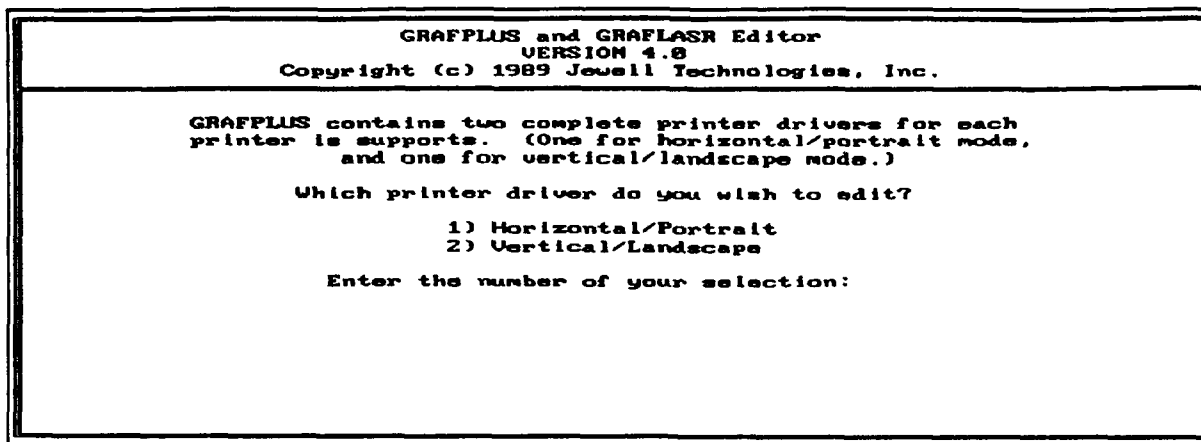 GRAFPLUS and GRAFLASR Editor
VERSION 4.0
Copyright (c) 1989 Jewell Technologies, Inc.
GRAFPLUS contains two complete printer drivers for each
printer is supports. (One for horizontal/portrait mode,
and one for vertical/landscape mode.)
Which printer driver do you wish to edit?
1) Horizontal/Portrait
2) Vertical/Landscape
Enter the number of your selection: